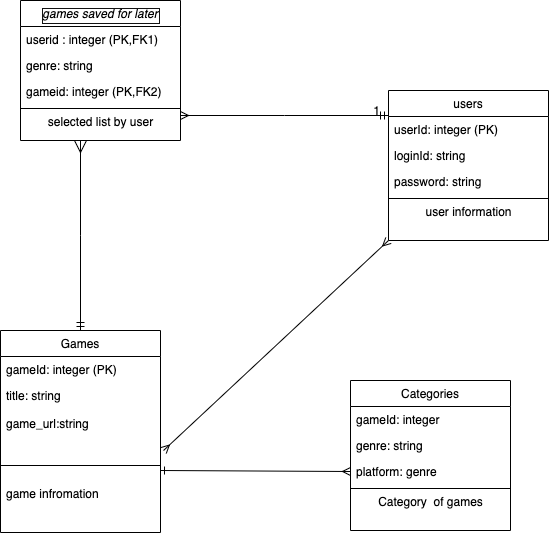 games saved for later
userid : integer (PK,FK1)
genre: string
gameid: integer (PK,FK2)
selected list by user
1
users
userId: integer (PK)
loginId: string
password: string
user information
Games
gameId: integer (PK)
title: string
game_url:string
game infromation
Categories
gameId: integer
genre: string
platform: genre
Category of games